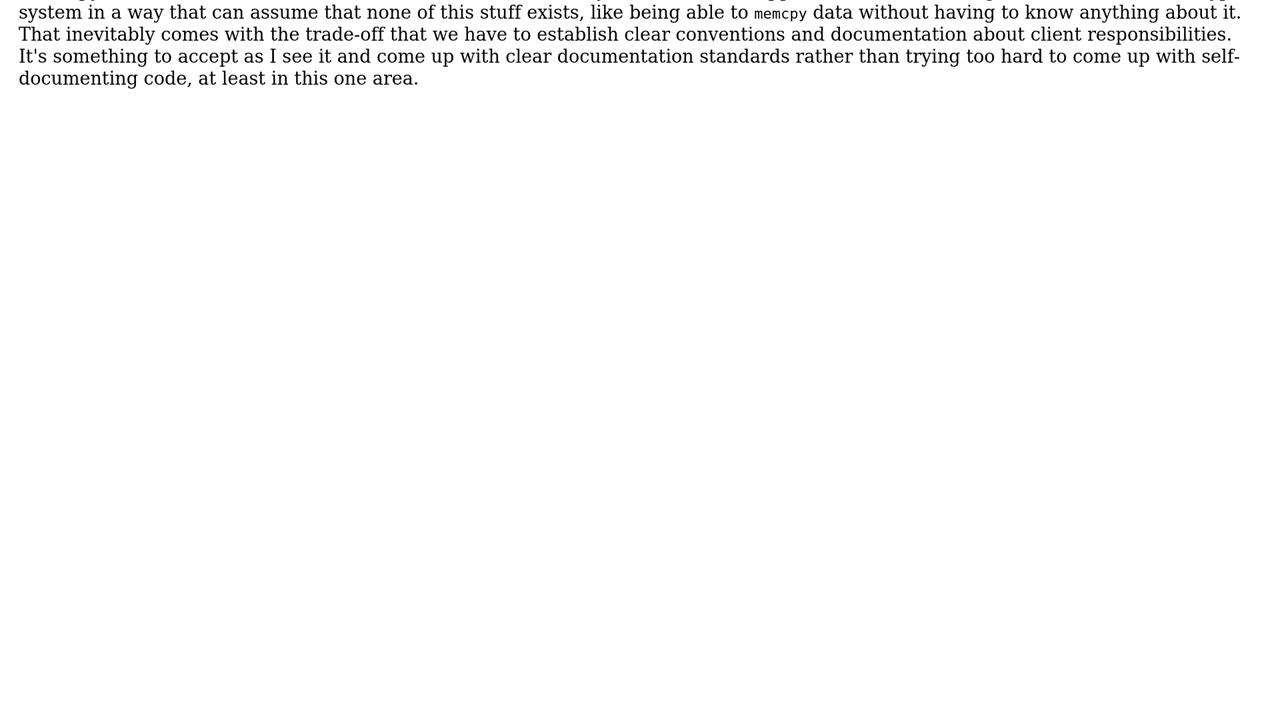 system in a way that can assume that none of this stuff exists, like being able to memcpy data without having to know anything about it.
That inevitably comes with the trade-off that we have to establish clear conventions and documentation about client responsibilities.
It's something to accept as I see it and come up with clear documentation standards rather than trying too hard to come up with self-
documenting code, at least in this one area.